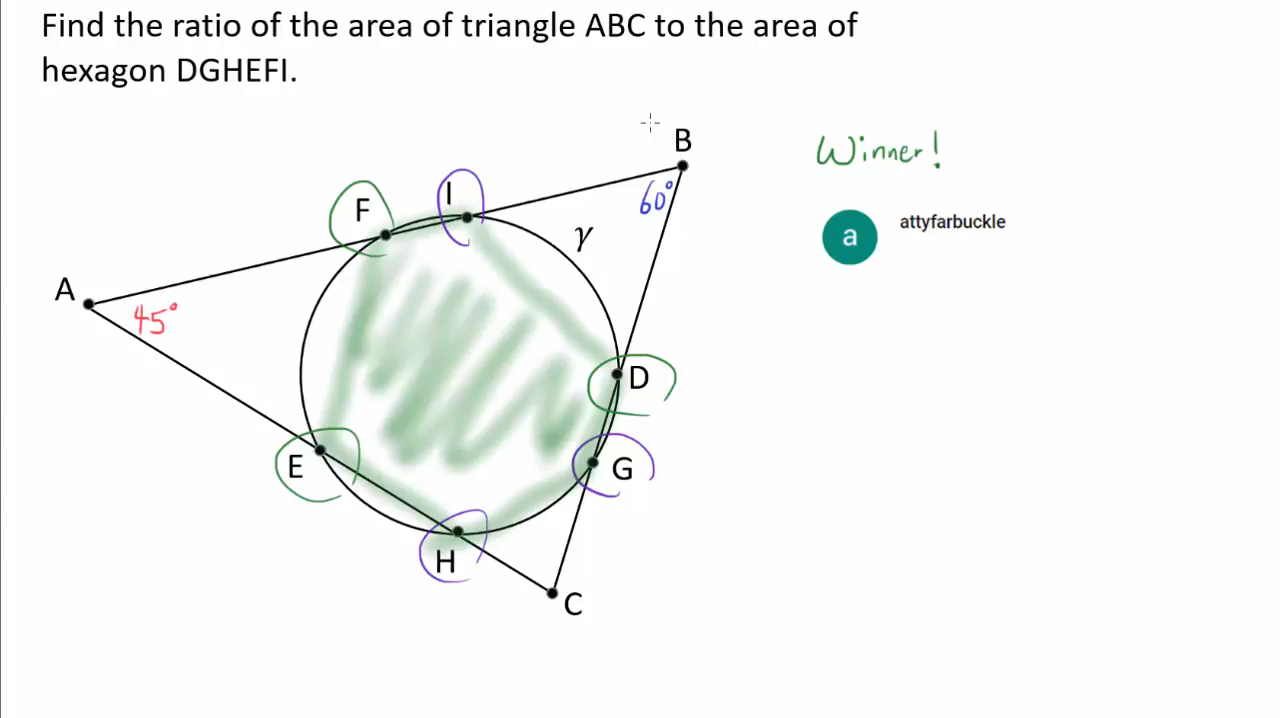 Find the ratio of the area of triangle ABC to the area of
hexagon DGHEFI.
B
Winner!
I
60°
F
γ
a attyfarbuckle
A
45°
D
E
G
H
C